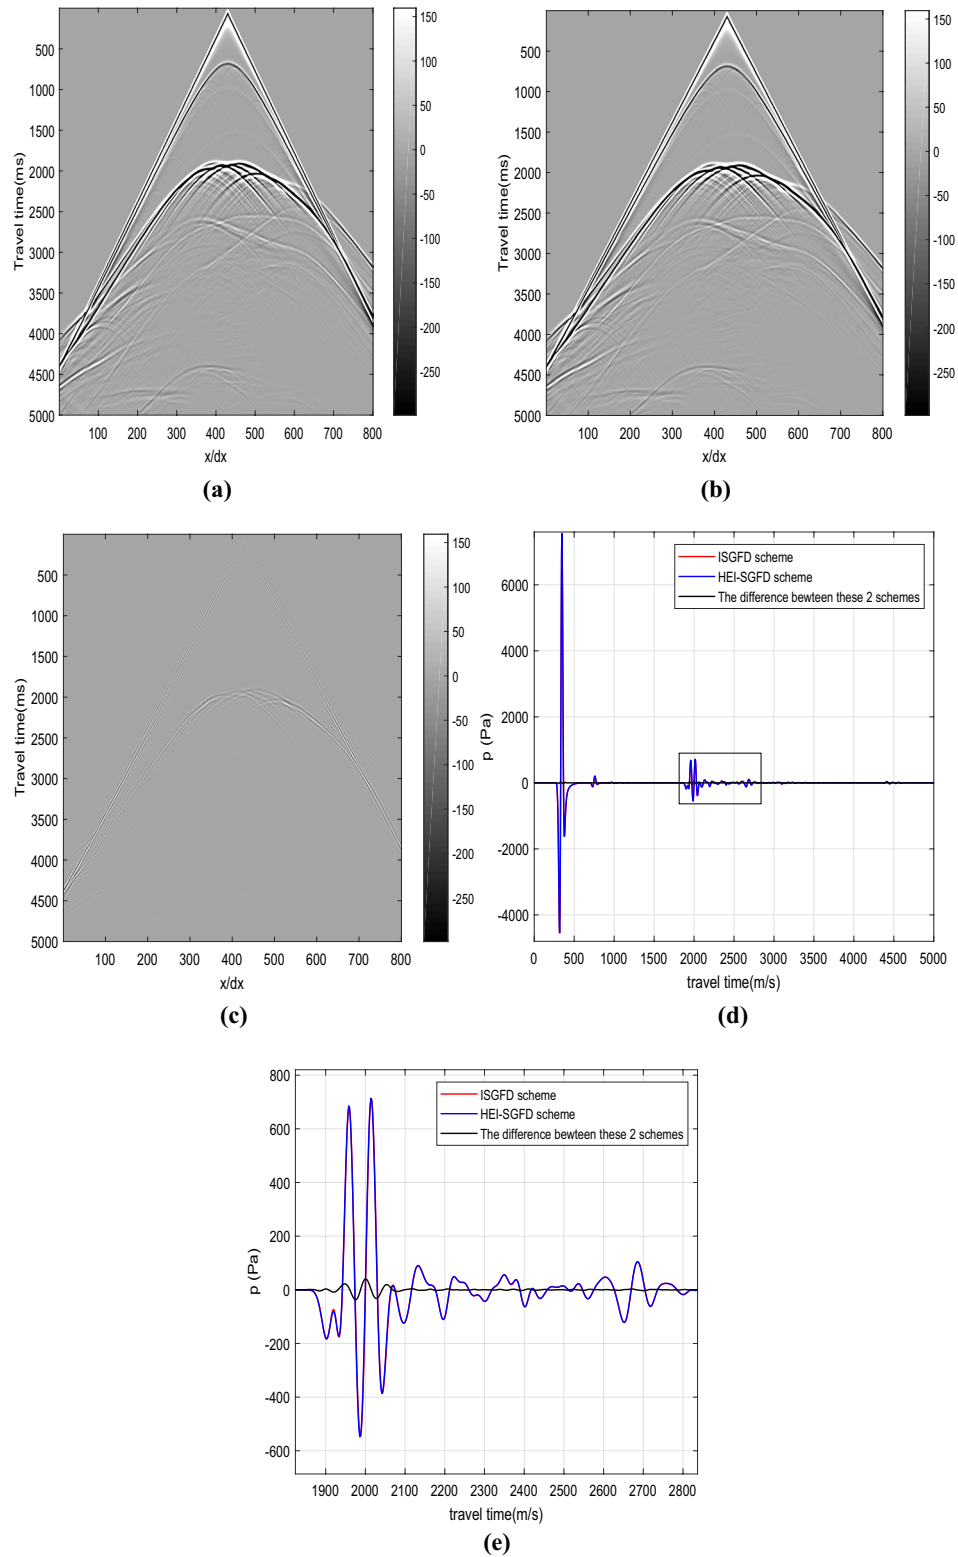 150
100
50
0
-50
-100
-150
-200
-250
500
1000
1500
2000
2500
3000
3500
4000
4500
5000
Travel time(ms)
100 200 300 400 500 600 700 800
x/dx
(a)
150
100
50
0
-50
-100
-150
-200
-250
500
1000
1500
2000
2500
3000
3500
4000
4500
5000
Travel time(ms)
100 200 300 400 500 600 700 800
x/dx
(b)
150
100
50
0
-50
-100
-150
-200
-250
500
1000
1500
2000
2500
3000
3500
4000
4500
5000
Travel time(ms)
100 200 300 400 500 600 700 800
x/dx
(c)
ISGFD scheme
HEI-SGFD scheme
The difference bewteen these 2 schemes
6000
4000
2000
0
-2000
-4000
p (Pa)
0 500 1000 1500 2000 2500 3000 3500 4000 4500 5000
travel time(m/s)
(d)
ISGFD scheme
HEI-SGFD scheme
The difference bewteen these 2 schemes
800
600
400
200
0
-200
-400
-600
p (Pa)
1900 2000 2100 2200 2300 2400 2500 2600 2700 2800
travel time(m/s)
(e)